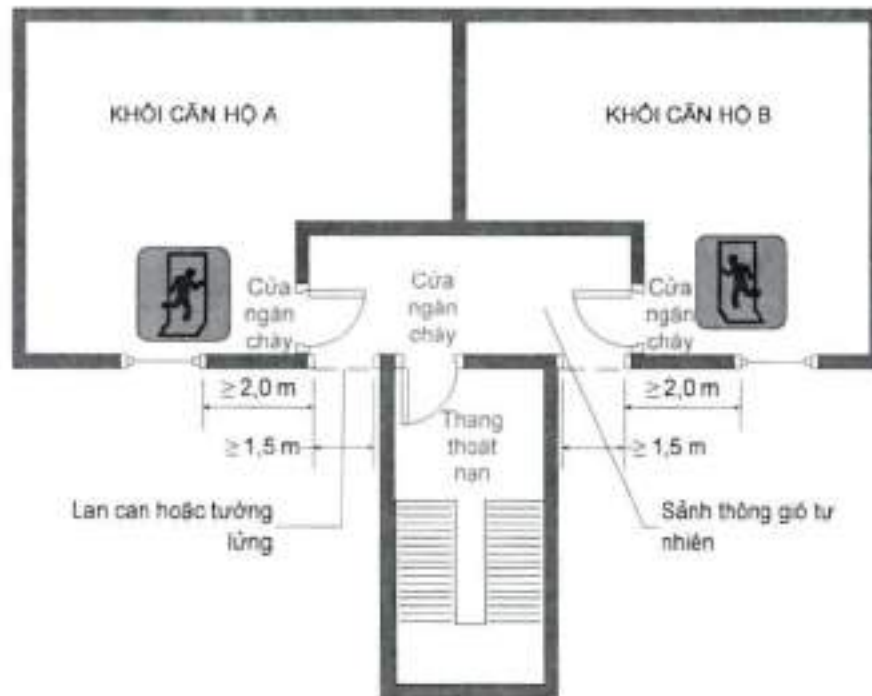 KHỐI CĂN HỘ A
KHỐI CĂN HỘ B
Cửa
ngăn
cháy
Cửa
ngăn
cháy
Cửa
ngăn
cháy
≥ 2,0 m
≥ 2,0 m
≥ 1,5 m
≥ 1,5 m
Thang
thoát
nạn
Lan can hoặc tường
lửng
Sảnh thông gió tự
nhiên